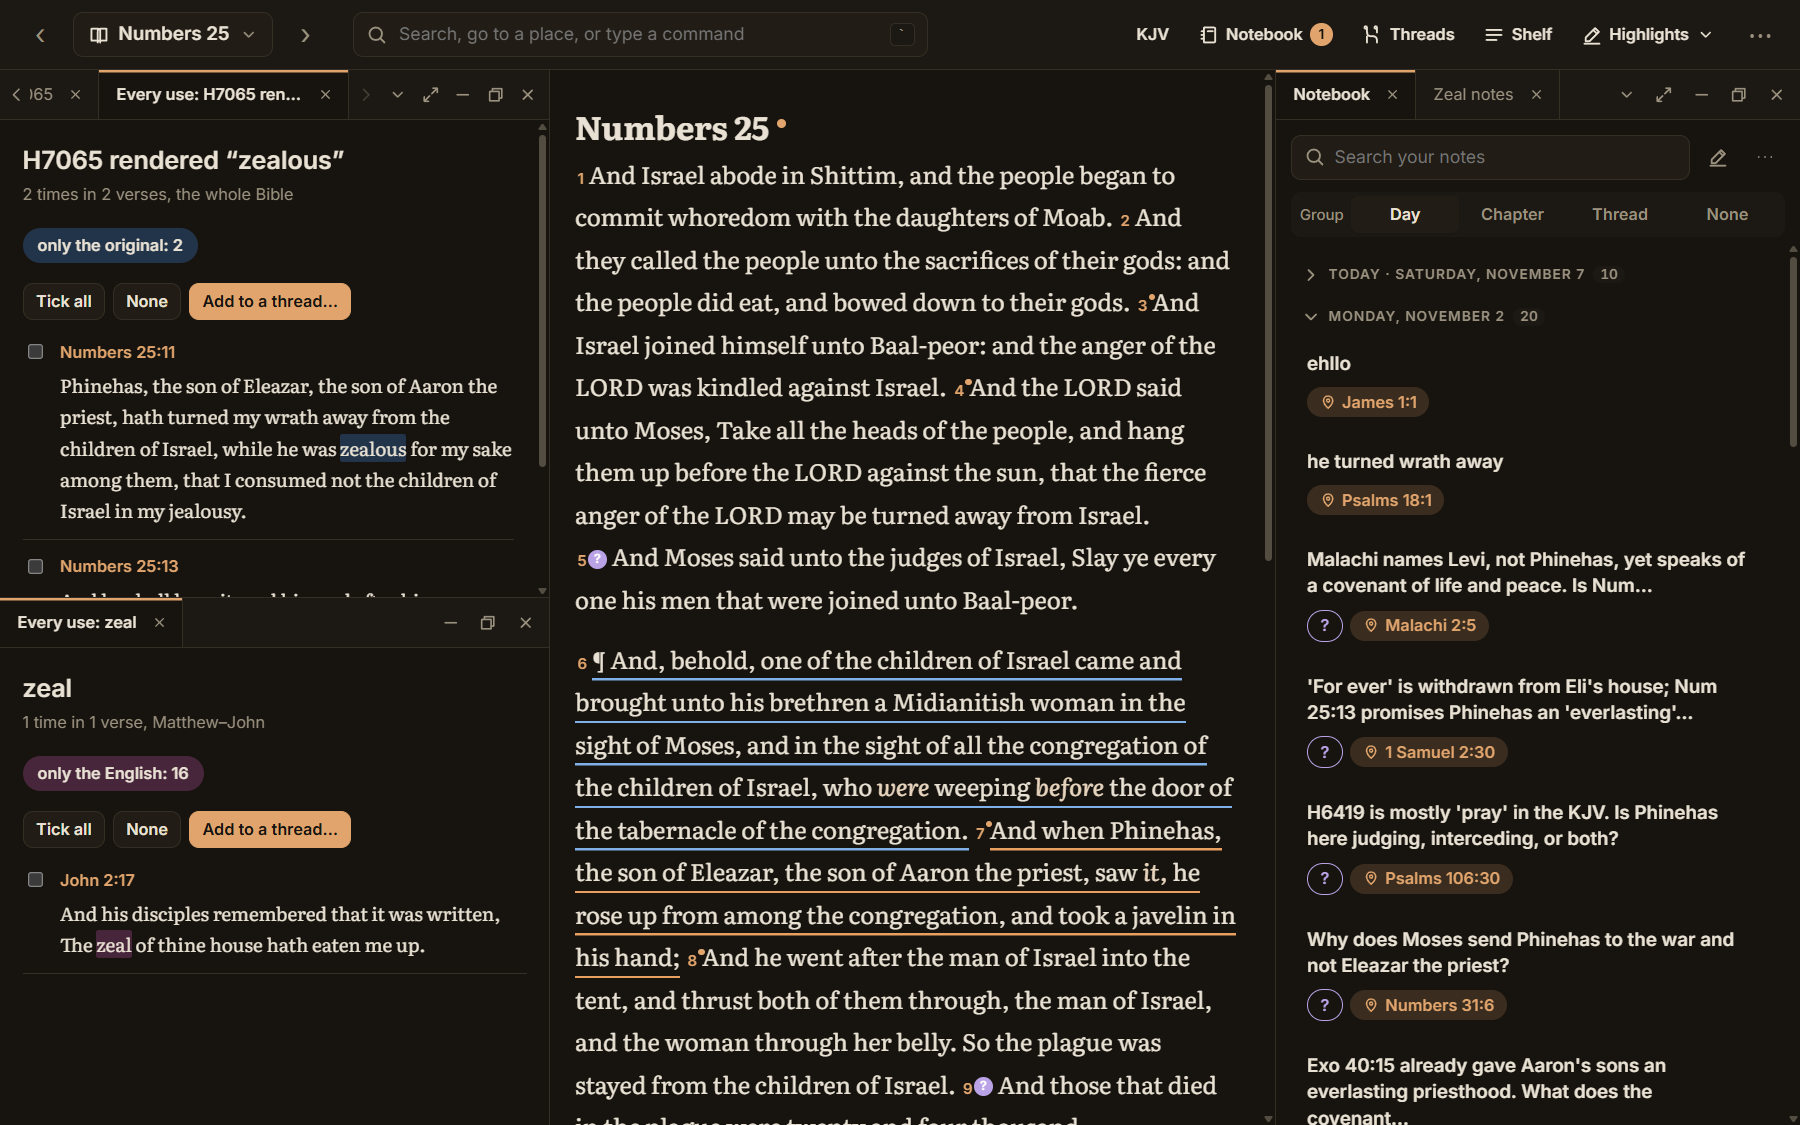 Numbers 25
Search, go to a place, or type a command
`
KJV
Notebook 1
Threads
Shelf
Highlights
065
Every use: H7065 ren...
H7065 rendered “zealous”
2 times in 2 verses, the whole Bible
only the original: 2
Tick all
None
Add to a thread...
Numbers 25:11
Phinehas, the son of Eleazar, the son of Aaron the
priest, hath turned my wrath away from the
children of Israel, while he was zealous for my sake
among them, that I consumed not the children of
Israel in my jealousy.
Numbers 25:13
Every use: zeal
zeal
1 time in 1 verse, Matthew–John
only the English: 16
Tick all
None
Add to a thread...
John 2:17
And his disciples remembered that it was written,
The zeal of thine house hath eaten me up.
Numbers 25
1 And Israel abode in Shittim, and the people began to
commit whoredom with the daughters of Moab. 2 And
they called the people unto the sacrifices of their gods: and
the people did eat, and bowed down to their gods. 3 And
Israel joined himself unto Baal-peor: and the anger of the
LORD was kindled against Israel. 4 And the LORD said
unto Moses, Take all the heads of the people, and hang
them up before the LORD against the sun, that the fierce
anger of the LORD may be turned away from Israel.
5 ? And Moses said unto the judges of Israel, Slay ye every
one his men that were joined unto Baal-peor.
6 ¶ And, behold, one of the children of Israel came and
brought unto his brethren a Midianitish woman in the
sight of Moses, and in the sight of all the congregation of
the children of Israel, who were weeping before the door of
the tabernacle of the congregation. 7 And when Phinehas,
the son of Eleazar, the son of Aaron the priest, saw it, he
rose up from among the congregation, and took a javelin in
his hand; 8 And he went after the man of Israel into the
tent, and thrust both of them through, the man of Israel,
and the woman through her belly. So the plague was
stayed from the children of Israel. 9 ? And those that died
in the plague were twenty and four thousand.
Notebook
Zeal notes
Search your notes
Group
Day
Chapter
Thread
None
TODAY · SATURDAY, NOVEMBER 7 10
MONDAY, NOVEMBER 2 20
ehllo
James 1:1
he turned wrath away
Psalms 18:1
Malachi names Levi, not Phinehas, yet speaks of
a covenant of life and peace. Is Num...
? Malachi 2:5
'For ever' is withdrawn from Eli's house; Num
25:13 promises Phinehas an 'everlasting'...
? 1 Samuel 2:30
H6419 is mostly 'pray' in the KJV. Is Phinehas
here judging, interceding, or both?
? Psalms 106:30
Why does Moses send Phinehas to the war and
not Eleazar the priest?
? Numbers 31:6
Exo 40:15 already gave Aaron's sons an
everlasting priesthood. What does the
covenant...